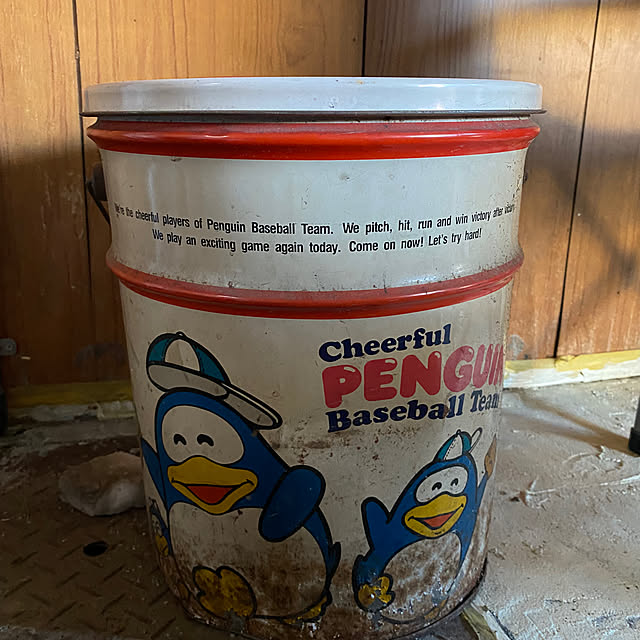 We're the cheerful players of Penguin Baseball Team. We pitch, hit, run and win victory after victory.
We play an exciting game again today. Come on now! Let's try hard!
Cheerful
PENGUIN
Baseball Team